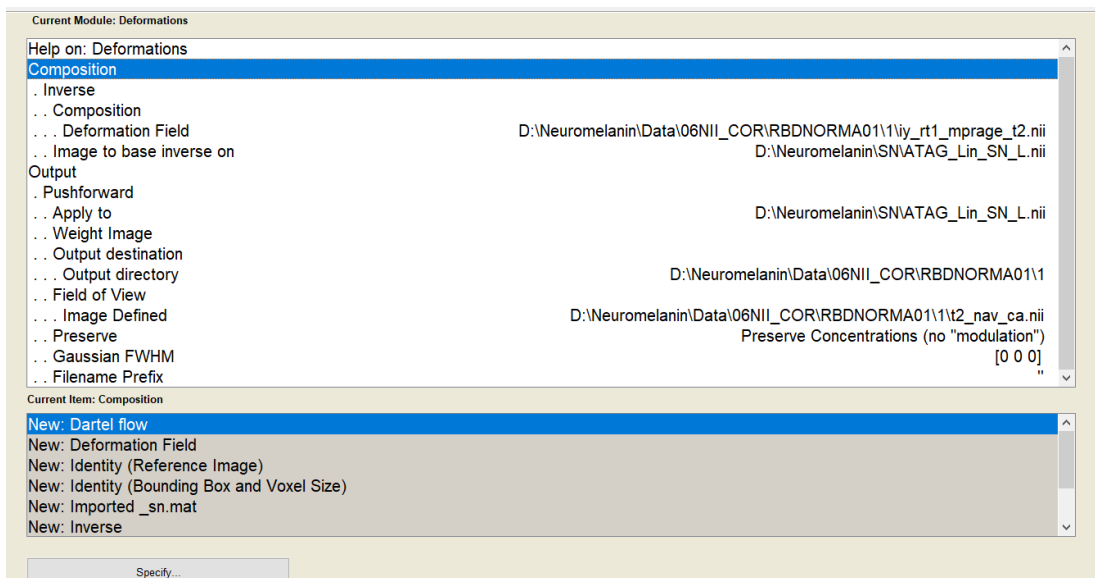 Current Module: Deformations
Help on: Deformations
Composition
. Inverse
. . Composition
. . . Deformation Field D:\Neuromelanin\Data\06NII_COR\RBDNORMA01\1\iy_rt1_mprage_t2.nii
. . Image to base inverse on D:\Neuromelanin\SN\ATAG_Lin_SN_L.nii
Output
. Pushforward
. . Apply to D:\Neuromelanin\SN\ATAG_Lin_SN_L.nii
. . Weight Image
. . Output destination
. . . Output directory D:\Neuromelanin\Data\06NII_COR\RBDNORMA01\1
. . Field of View
. . . Image Defined D:\Neuromelanin\Data\06NII_COR\RBDNORMA01\1\t2_nav_ca.nii
. . Preserve Preserve Concentrations (no "modulation")
. . Gaussian FWHM [0 0 0]
. . Filename Prefix ''
Current Item: Composition
New: Dartel flow
New: Deformation Field
New: Identity (Reference Image)
New: Identity (Bounding Box and Voxel Size)
New: Imported _sn.mat
New: Inverse
Specify...